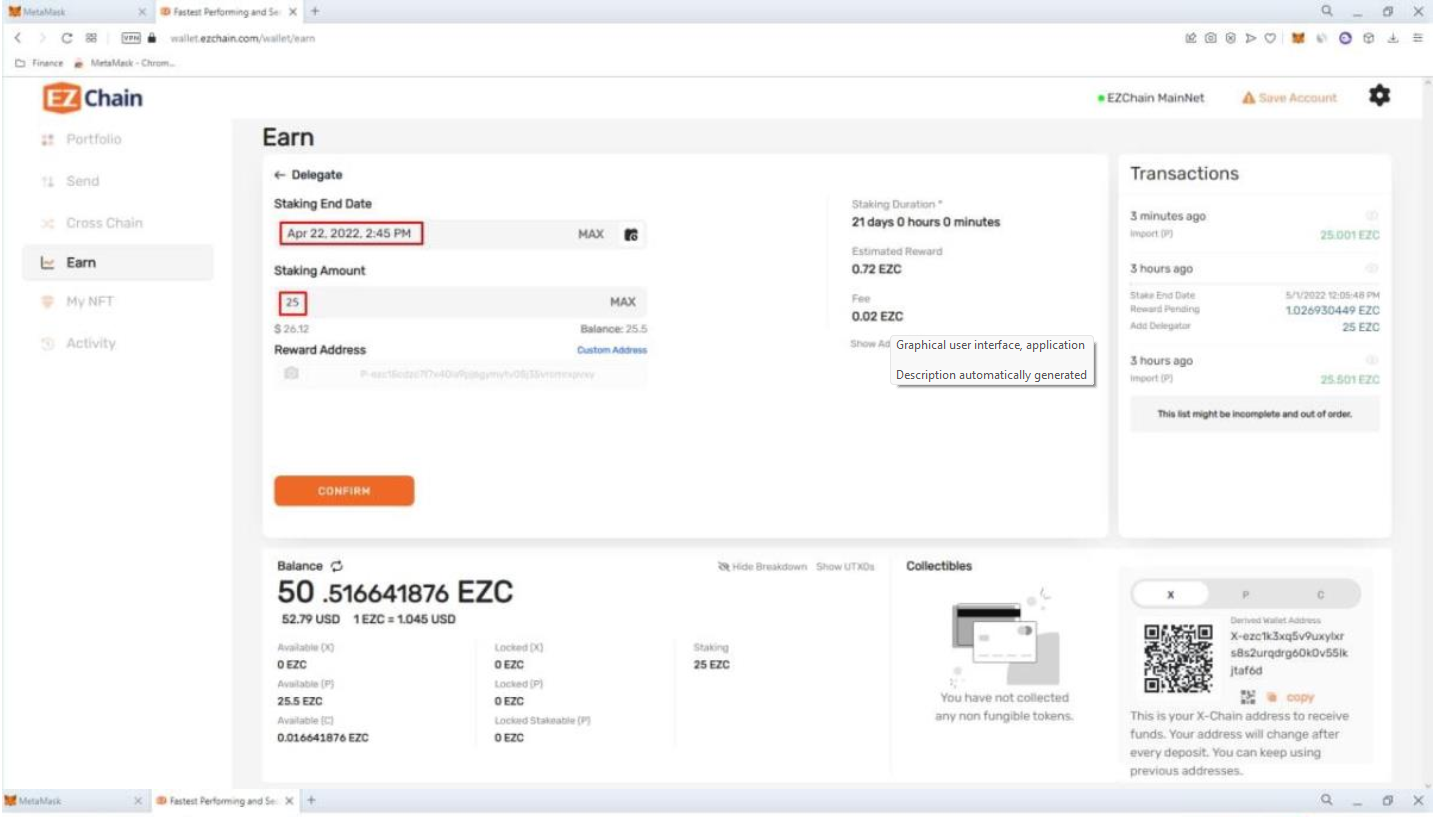 MetaMask
Fastest Performing and Se
VPN
wallet.ezchain.com/wallet/earn
Finance
MetaMask - Chrom...
EZ Chain
EZChain MainNet
Save Account
Portfolio
Send
Cross Chain
Earn
My NFT
Activity
Earn
Delegate
Staking End Date
Apr 22, 2022, 2:45 PM
MAX
Staking Amount
25
MAX
$ 26.12
Balance: 25.5
Reward Address
Custom Address
CONFIRM
Staking Duration *
21 days 0 hours 0 minutes
Estimated Reward
0.72 EZC
Fee
0.02 EZC
Show Ad
Graphical user interface, application
Description automatically generated
Transactions
3 minutes ago
Import (P)
25.001 EZC
3 hours ago
Stake End Date
5/1/2022 12:05:48 PM
Reward Pending
1.026930449 EZC
Add Delegator
25 EZC
3 hours ago
Import (P)
25.501 EZC
This list might be incomplete and out of order.
Balance
Hide Breakdown
Show UTXOs
50 .516641876 EZC
52.79 USD
1 EZC = 1.045 USD
Available (X)
0 EZC
Available (P)
25.5 EZC
Available (C)
0.016641876 EZC
Locked (X)
0 EZC
Locked (P)
0 EZC
Locked Stakeable (P)
0 EZC
Staking
25 EZC
Collectibles
You have not collected
any non fungible tokens.
X
P
C
Derived Wallet Address
X-ezc1k3xq5v9uxylxr
s8s2urqdrg60k0v55lk
jtaf6d
copy
This is your X-Chain address to receive
funds. Your address will change after
every deposit. You can keep using
previous addresses.
MetaMask
Fastest Performing and Se